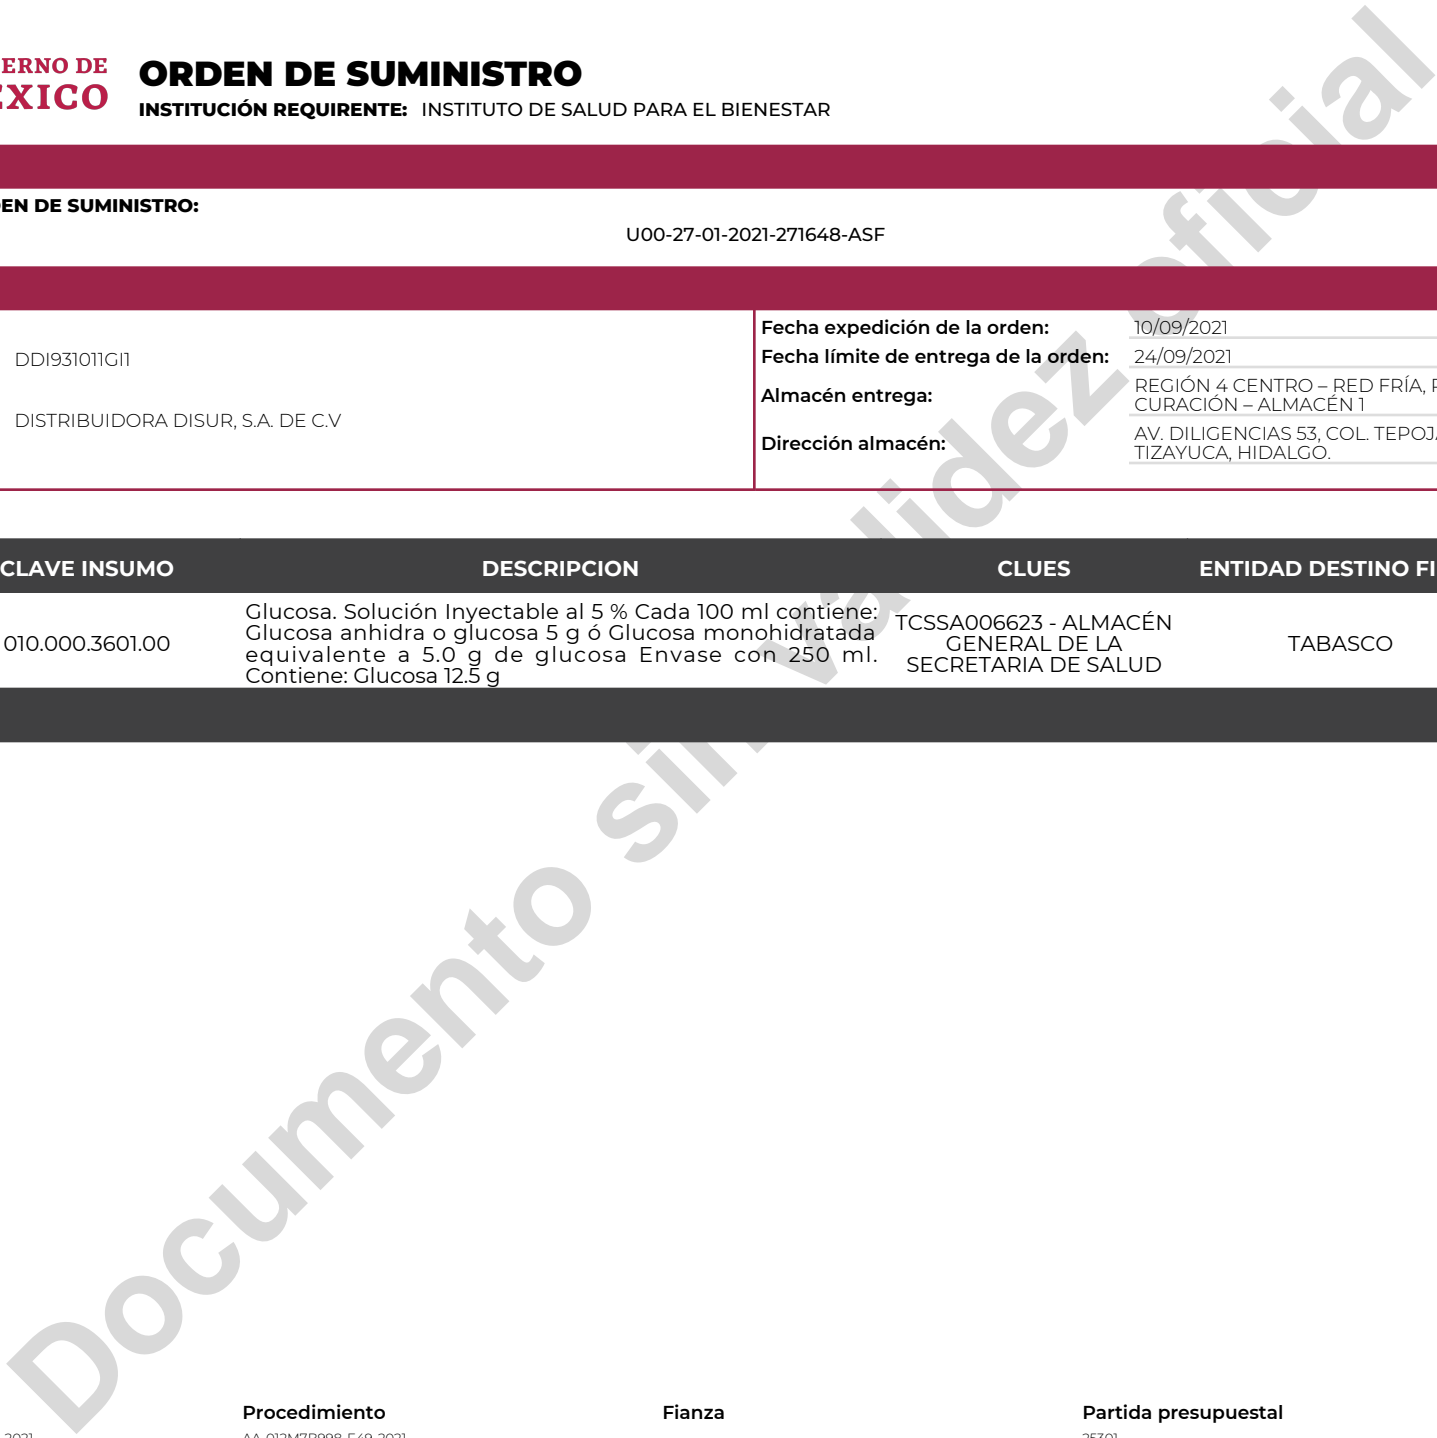 ERNO DE
ORDEN DE SUMINISTRO
EXICO
INSTITUCIÓN REQUIRENTE: INSTITUTO DE SALUD PARA EL BIENESTAR
EN DE SUMINISTRO:
U00-27-01-2021-271648-ASF
DDI931011GI1
DISTRIBUIDORA DISUR, S.A. DE C.V
Fecha expedición de la orden: 10/09/2021
Fecha límite de entrega de la orden: 24/09/2021
Almacén entrega: REGIÓN 4 CENTRO – RED FRÍA,
CURACIÓN – ALMACÉN 1
Dirección almacén: AV. DILIGENCIAS 53, COL. TEPOJA
TIZAYUCA, HIDALGO.
CLAVE INSUMO DESCRIPCION CLUES ENTIDAD DESTINO FI
010.000.3601.00
Glucosa. Solución Inyectable al 5 % Cada 100 ml contiene:
Glucosa anhidra o glucosa 5 g ó Glucosa monohidratada
equivalente a 5.0 g de glucosa Envase con 250 ml.
Contiene: Glucosa 12.5 g
TCSSA006623 - ALMACÉN
GENERAL DE LA
SECRETARIA DE SALUD
TABASCO
Documento sin validez oficial
Procedimiento Fianza Partida presupuestal